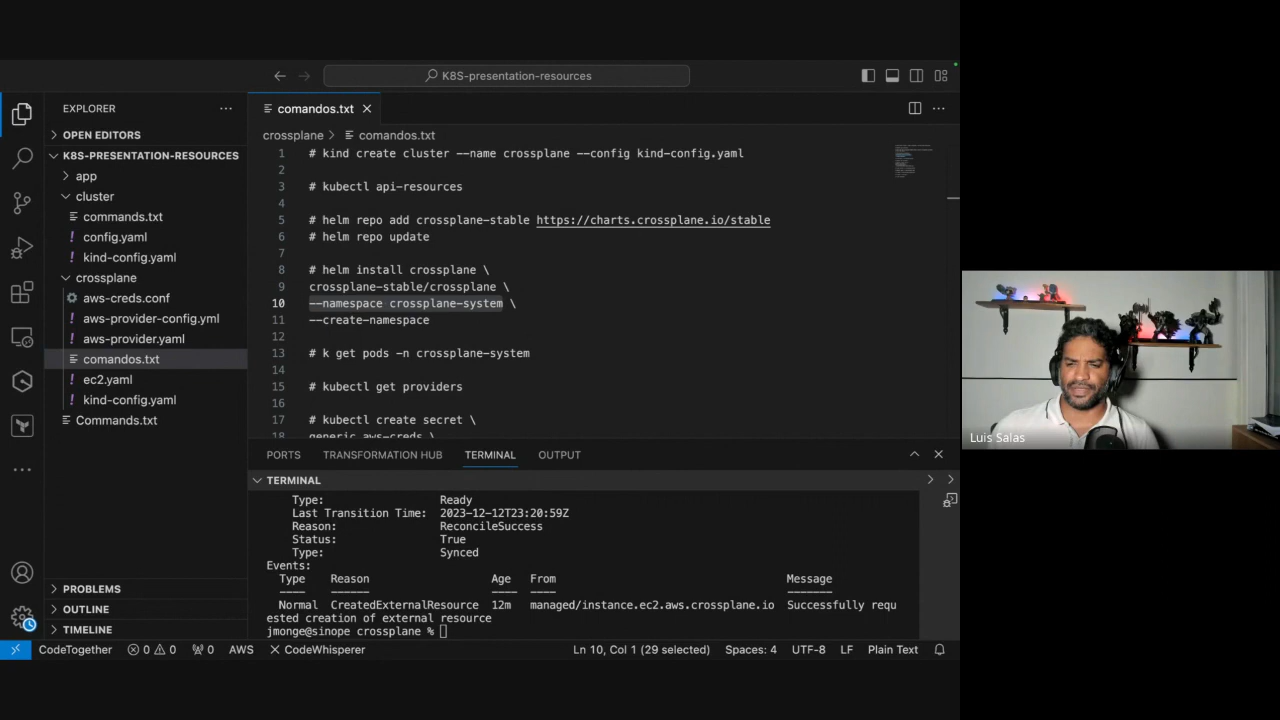 K8S-presentation-resources
EXPLORER
OPEN EDITORS
K8S-PRESENTATION-RESOURCES
app
cluster
commands.txt
config.yaml
kind-config.yaml
crossplane
aws-creds.conf
aws-provider-config.yml
aws-provider.yaml
comandos.txt
ec2.yaml
kind-config.yaml
Commands.txt
PROBLEMS
OUTLINE
TIMELINE
comandos.txt
crossplane > comandos.txt
1 # kind create cluster --name crossplane --config kind-config.yaml
2
3 # kubectl api-resources
4
5 # helm repo add crossplane-stable https://charts.crossplane.io/stable
6 # helm repo update
7
8 # helm install crossplane \
9 crossplane-stable/crossplane \
10 --namespace crossplane-system \
11 --create-namespace
12
13 # k get pods -n crossplane-system
14
15 # kubectl get providers
16
17 # kubectl create secret \
18 generic aws-creds \
PORTS TRANSFORMATION HUB TERMINAL OUTPUT
TERMINAL
Type: Ready
Last Transition Time: 2023-12-12T23:20:59Z
Reason: ReconcileSuccess
Status: True
Type: Synced
Events:
Type Reason Age From Message
---- ------ ---- ---- -------
Normal CreatedExternalResource 12m managed/instance.ec2.aws.crossplane.io Successfully requ
ested creation of external resource
jmonge@sinope crossplane %
CodeTogether 0 0 0 AWS CodeWhisperer Ln 10, Col 1 (29 selected) Spaces: 4 UTF-8 LF Plain Text
Luis Salas